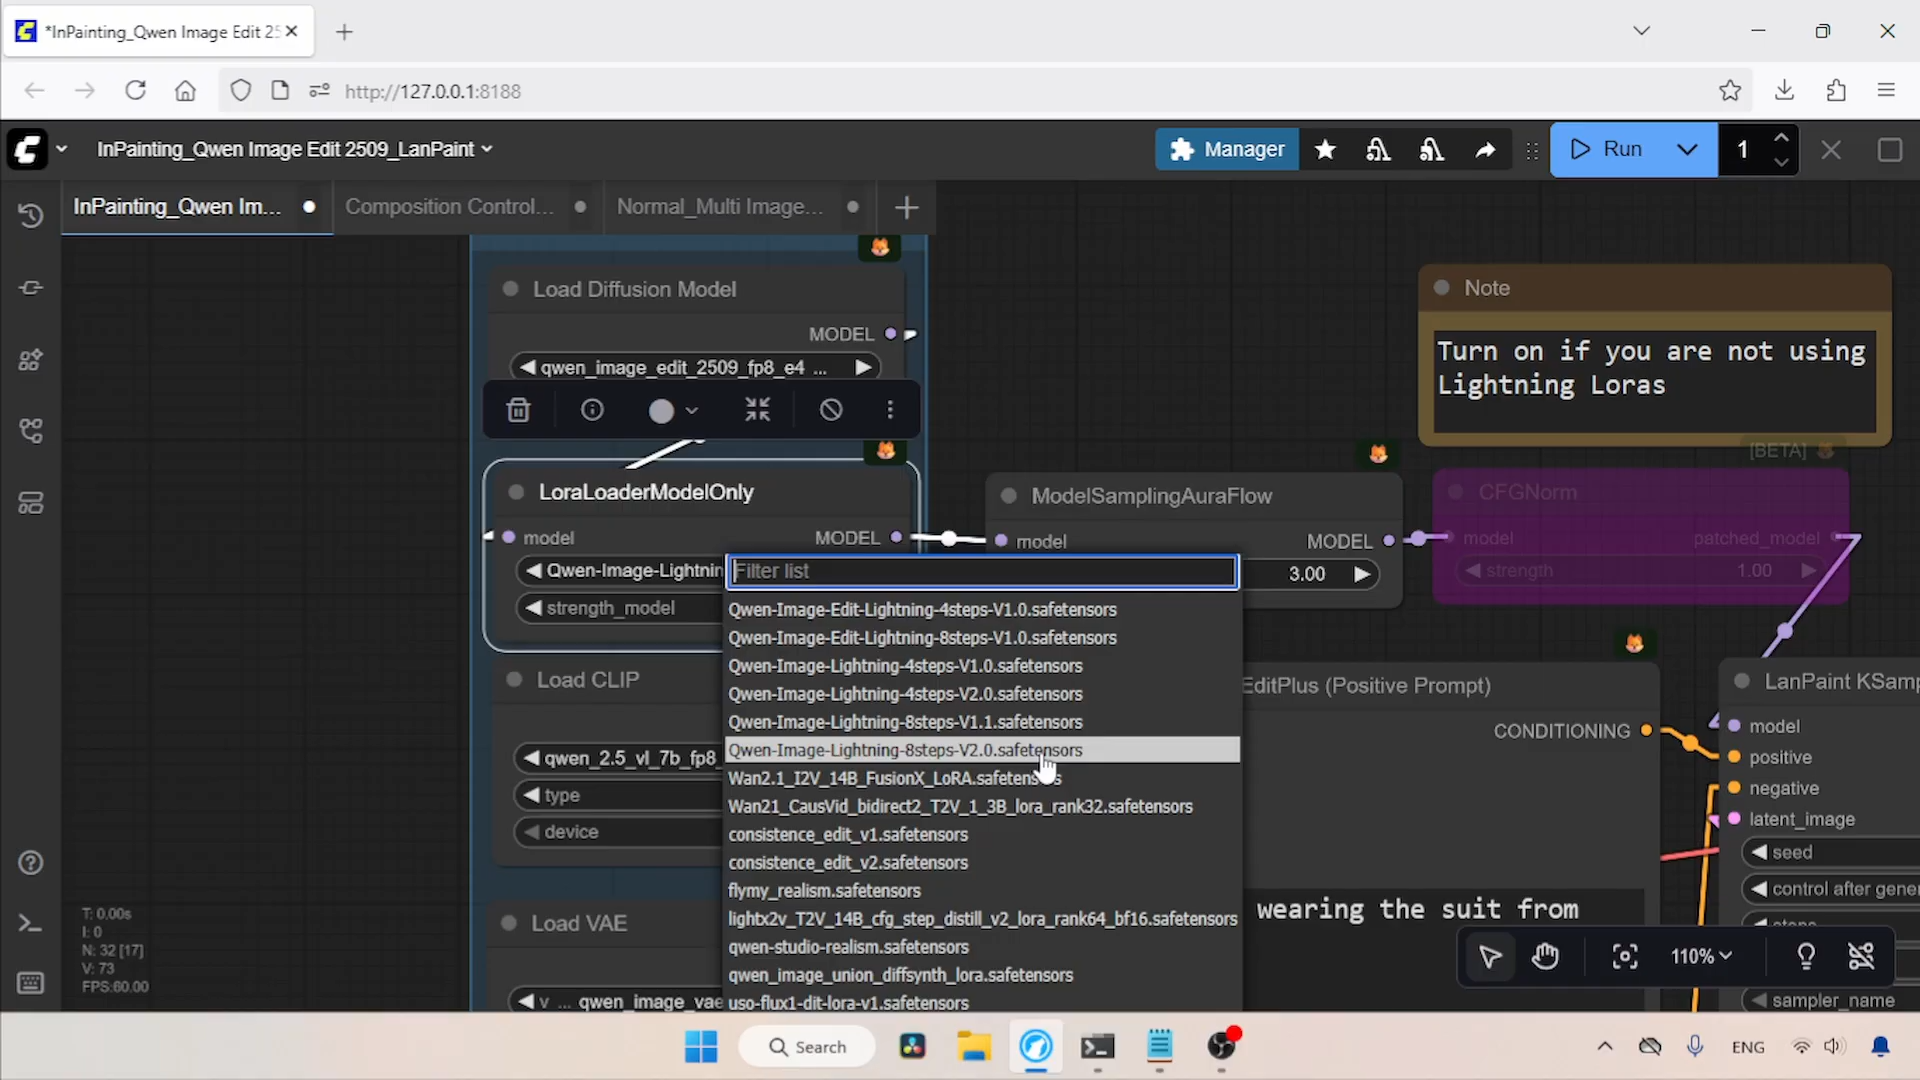 *InPainting_Qwen Image Edit 25
http://127.0.0.1:8188
InPainting_Qwen Image Edit 2509_LanPaint
Manager
Run
1
InPainting_Qwen Im...
Composition Control...
Normal_Multi Image...
Load Diffusion Model
MODEL
qwen_image_edit_2509_fp8_e4 ...
Note
Turn on if you are not using
Lightning Loras
[BETA]
LoraLoaderModelOnly
model
MODEL
Qwen-Image-Lightnin
strength_model
ModelSamplingAuraFlow
model
MODEL
3.00
CFGNorm
model
patched_model
strength
1.00
Filter list
Qwen-Image-Edit-Lightning-4steps-V1.0.safetensors
Qwen-Image-Edit-Lightning-8steps-V1.0.safetensors
Qwen-Image-Lightning-4steps-V1.0.safetensors
Qwen-Image-Lightning-4steps-V2.0.safetensors
Qwen-Image-Lightning-8steps-V1.1.safetensors
Qwen-Image-Lightning-8steps-V2.0.safetensors
Wan2.1_I2V_14B_FusionX_LoRA.safetensors
Wan21_CausVid_bidirect2_T2V_1_3B_lora_rank32.safetensors
consistence_edit_v1.safetensors
consistence_edit_v2.safetensors
flymy_realism.safetensors
lightx2v_T2V_14B_cfg_step_distill_v2_lora_rank64_bf16.safetensors
qwen-studio-realism.safetensors
qwen_image_union_diffsynth_lora.safetensors
uso-flux1-dit-lora-v1.safetensors
Load CLIP
qwen_2.5_vl_7b_fp8_
type
device
Load VAE
v ... qwen_image_vae
EditPlus (Positive Prompt)
CONDITIONING
wearing the suit from
LanPaint KSamp
model
positive
negative
latent_image
seed
control after gener
steps
sampler_name
110%
T: 0.00s
I: 0
N: 32 [17]
V: 73
FPS:60.00
Search
ENG